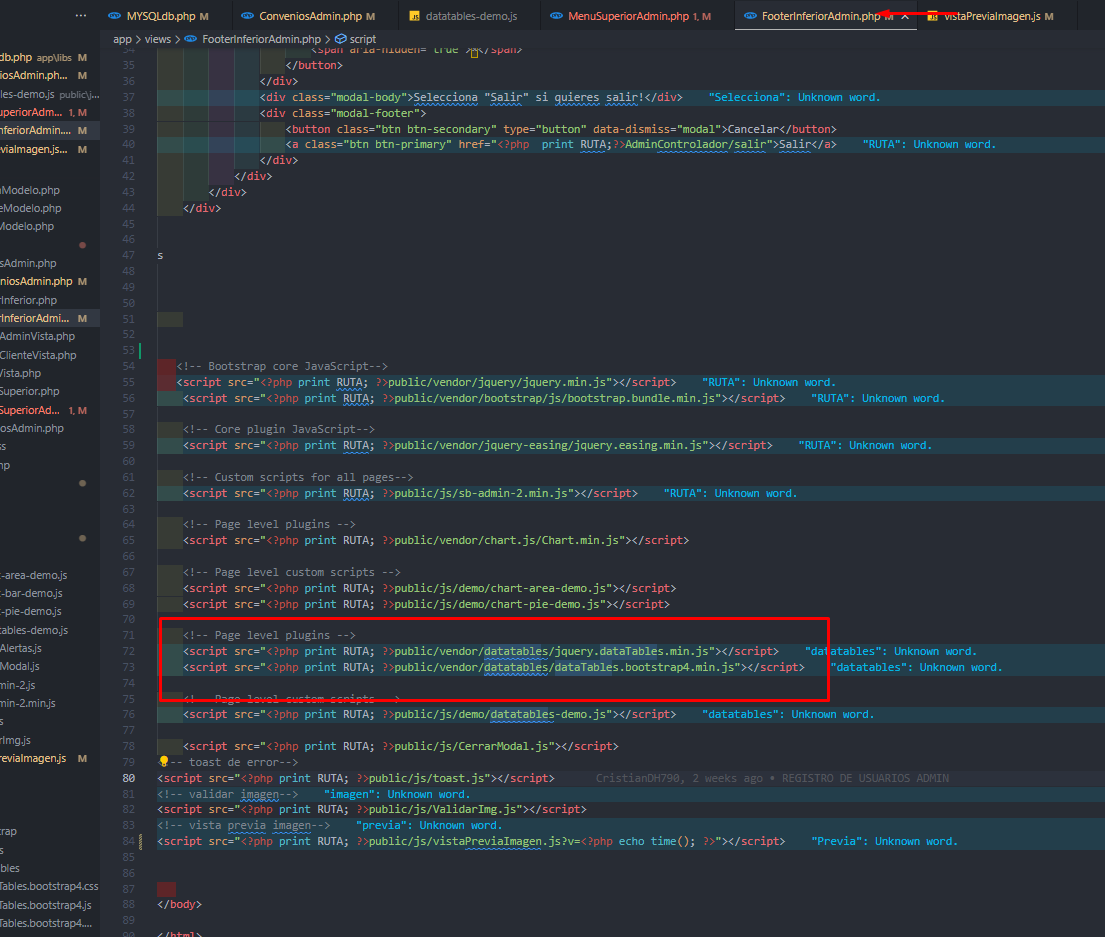 MYSQLdb.php M
ConveniosAdmin.php M
datatables-demo.js
MenuSuperiorAdmin.php 1, M
FooterInferiorAdmin.php M
vistaPreviaImagen.js M
app > views > FooterInferiorAdmin.php > script
db.php app\libs M
iosAdmin.ph... M
les-demo.js public\j...
uperiorAdm... 1, M
InferiorAdmin.... M
eviaImagen.js... M
Modelo.php
eModelo.php
Modelo.php
sAdmin.php
niosAdmin.php M
rInferior.php
rInferiorAdmi... M
AdminVista.php
ClienteVista.php
Vista.php
Superior.php
SuperiorAd... 1, M
osAdmin.php
ss
hp
t-area-demo.js
t-bar-demo.js
t-pie-demo.js
tables-demo.js
Alertas.js
Modal.js
min-2.js
min-2.min.js
s
rImg.js
reviaImagen.js M
trap
s
bles
Tables.bootstrap4.css
Tables.bootstrap4.js
Tables.bootstrap4....
34 <span aria-hidden="true"></span>
35 </button>
36 </div>
37 <div class="modal-body">Selecciona "Salir" si quieres salir!</div> "Selecciona": Unknown word.
38 <div class="modal-footer">
39 <button class="btn btn-secondary" type="button" data-dismiss="modal">Cancelar</button>
40 <a class="btn btn-primary" href="<?php  print RUTA;?>AdminControlador/salir">Salir</a> "RUTA": Unknown word.
41 </div>
42 </div>
43 </div>
44 </div>
45
46
47 s
48
49
50
51
52
53
54 <!-- Bootstrap core JavaScript-->
55 <script src="<?php print RUTA; ?>public/vendor/jquery/jquery.min.js"></script> "RUTA": Unknown word.
56 <script src="<?php print RUTA; ?>public/vendor/bootstrap/js/bootstrap.bundle.min.js"></script> "RUTA": Unknown word.
57
58 <!-- Core plugin JavaScript-->
59 <script src="<?php print RUTA; ?>public/vendor/jquery-easing/jquery.easing.min.js"></script> "RUTA": Unknown word.
60
61 <!-- Custom scripts for all pages-->
62 <script src="<?php print RUTA; ?>public/js/sb-admin-2.min.js"></script> "RUTA": Unknown word.
63
64 <!-- Page level plugins -->
65 <script src="<?php print RUTA; ?>public/vendor/chart.js/Chart.min.js"></script>
66
67 <!-- Page level custom scripts -->
68 <script src="<?php print RUTA; ?>public/js/demo/chart-area-demo.js"></script>
69 <script src="<?php print RUTA; ?>public/js/demo/chart-pie-demo.js"></script>
70
71 <!-- Page level plugins -->
72 <script src="<?php print RUTA; ?>public/vendor/datatables/jquery.dataTables.min.js"></script> "datatables": Unknown word.
73 <script src="<?php print RUTA; ?>public/vendor/datatables/dataTables.bootstrap4.min.js"></script> "datatables": Unknown word.
74
75 <!-- Page level custom scripts -->
76 <script src="<?php print RUTA; ?>public/js/demo/datatables-demo.js"></script> "datatables": Unknown word.
77
78 <script src="<?php print RUTA; ?>public/js/CerrarModal.js"></script>
79 -- toast de error-->
80 <script src="<?php print RUTA; ?>public/js/toast.js"></script> CristianDH790, 2 weeks ago • REGISTRO DE USUARIOS ADMIN
81 <!-- validar imagen--> "imagen": Unknown word.
82 <script src="<?php print RUTA; ?>public/js/ValidarImg.js"></script>
83 <!-- vista previa imagen--> "previa": Unknown word.
84 <script src="<?php print RUTA; ?>public/js/vistaPreviaImagen.js?v=<?php echo time(); ?>"></script> "Previa": Unknown word.
85
86
87
88 </body>
89
90 </html>